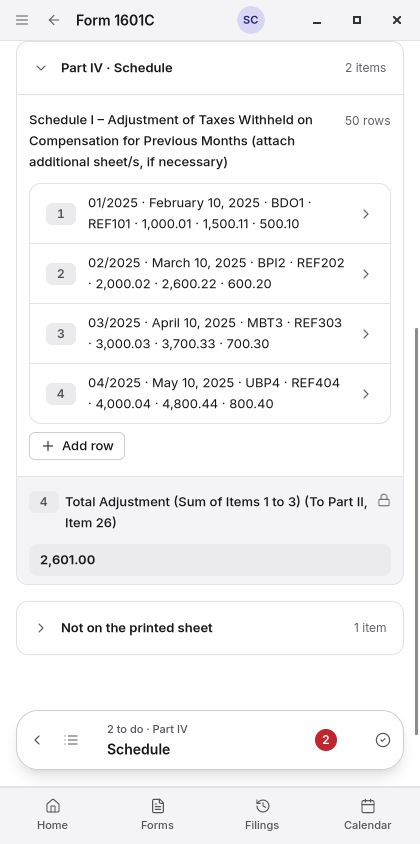 Form 1601C
SC
Part IV · Schedule
2 items
Schedule I – Adjustment of Taxes Withheld on
50 rows
Compensation for Previous Months (attach
additional sheet/s, if necessary)
1
01/2025 · February 10, 2025 · BDO1 ·
REF101 · 1,000.01 · 1,500.11 · 500.10
2
02/2025 · March 10, 2025 · BPI2 · REF202
· 2,000.02 · 2,600.22 · 600.20
3
03/2025 · April 10, 2025 · MBT3 · REF303
· 3,000.03 · 3,700.33 · 700.30
4
04/2025 · May 10, 2025 · UBP4 · REF404
· 4,000.04 · 4,800.44 · 800.40
Add row
4
Total Adjustment (Sum of Items 1 to 3) (To Part II,
Item 26)
2,601.00
Not on the printed sheet
1 item
2 to do · Part IV
Schedule
2
Home
Forms
Filings
Calendar